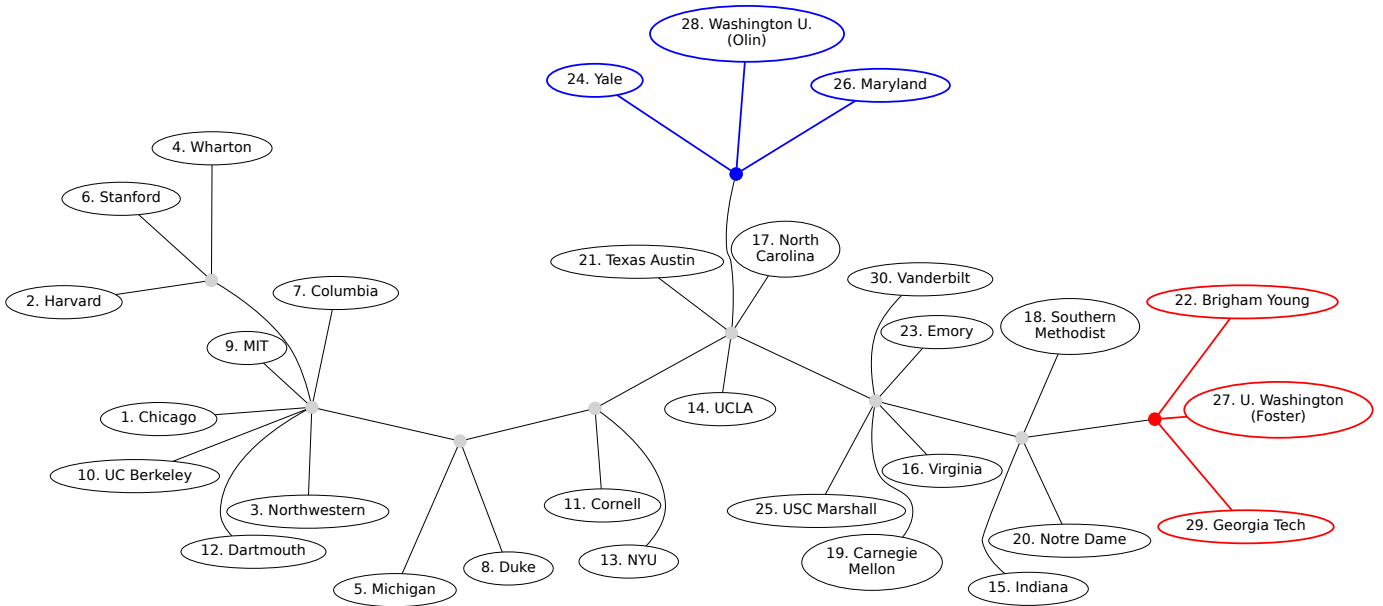 28. Washington U.
(Olin)
24. Yale
26. Maryland
4. Wharton
6. Stanford
17. North
Carolina
21. Texas Austin
30. Vanderbilt
7. Columbia
2. Harvard
22. Brigham Young
18. Southern
Methodist
23. Emory
9. MIT
14. UCLA
27. U. Washington
(Foster)
1. Chicago
16. Virginia
10. UC Berkeley
11. Cornell
3. Northwestern
25. USC Marshall
29. Georgia Tech
20. Notre Dame
12. Dartmouth
19. Carnegie
Mellon
13. NYU
8. Duke
5. Michigan
15. Indiana